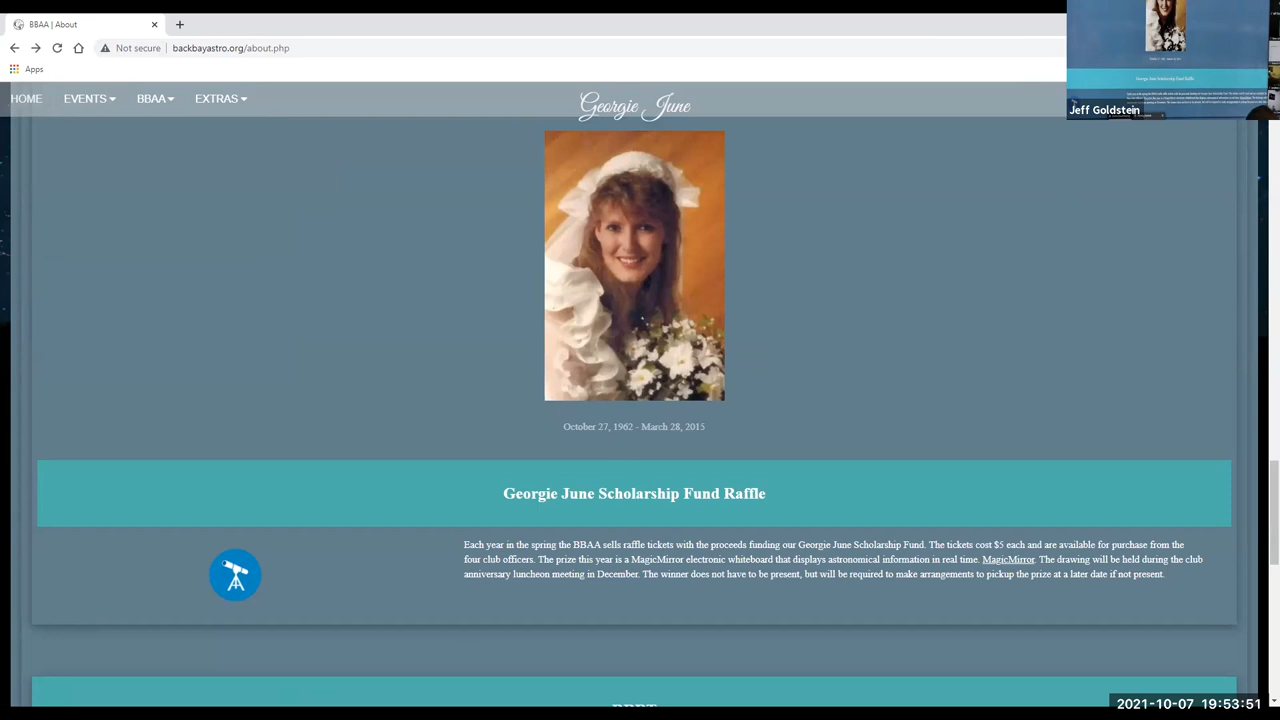 BBAA | About
Not secure
backbayastro.org/about.php
Apps
HOME
EVENTS
BBAA
EXTRAS
Georgie June
Georgie June Scholarship Fund Raffle
Jeff Goldstein
October 27, 1962 - March 28, 2015
Georgie June Scholarship Fund Raffle
Each year in the spring the BBAA sells raffle tickets with the proceeds funding our Georgie June Scholarship Fund. The tickets cost $5 each and are available for purchase from the
four club officers. The prize this year is a MagicMirror electronic whiteboard that displays astronomical information in real time. MagicMirror. The drawing will be held during the club
anniversary luncheon meeting in December. The winner does not have to be present, but will be required to make arrangements to pickup the prize at a later date if not present.
2021-10-07 19:53:51